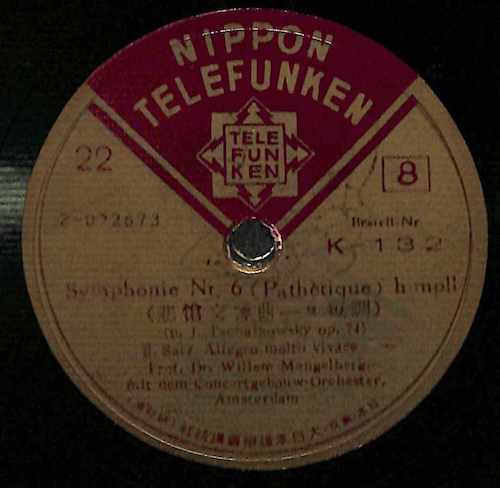 NIPPON
TELEFUNKEN
TELE
FUN
KEN
22
8
2-022673
Bestell-Nr.
K-132
Symphonie Nr. 6 (Pathétique) h moll
Tschaikowsky op. 74)
Satz Allegro molto vivace
Prof. Dr. Willem Mengelberg
mit dem Concertgebouw-Orchester,
Amsterdam